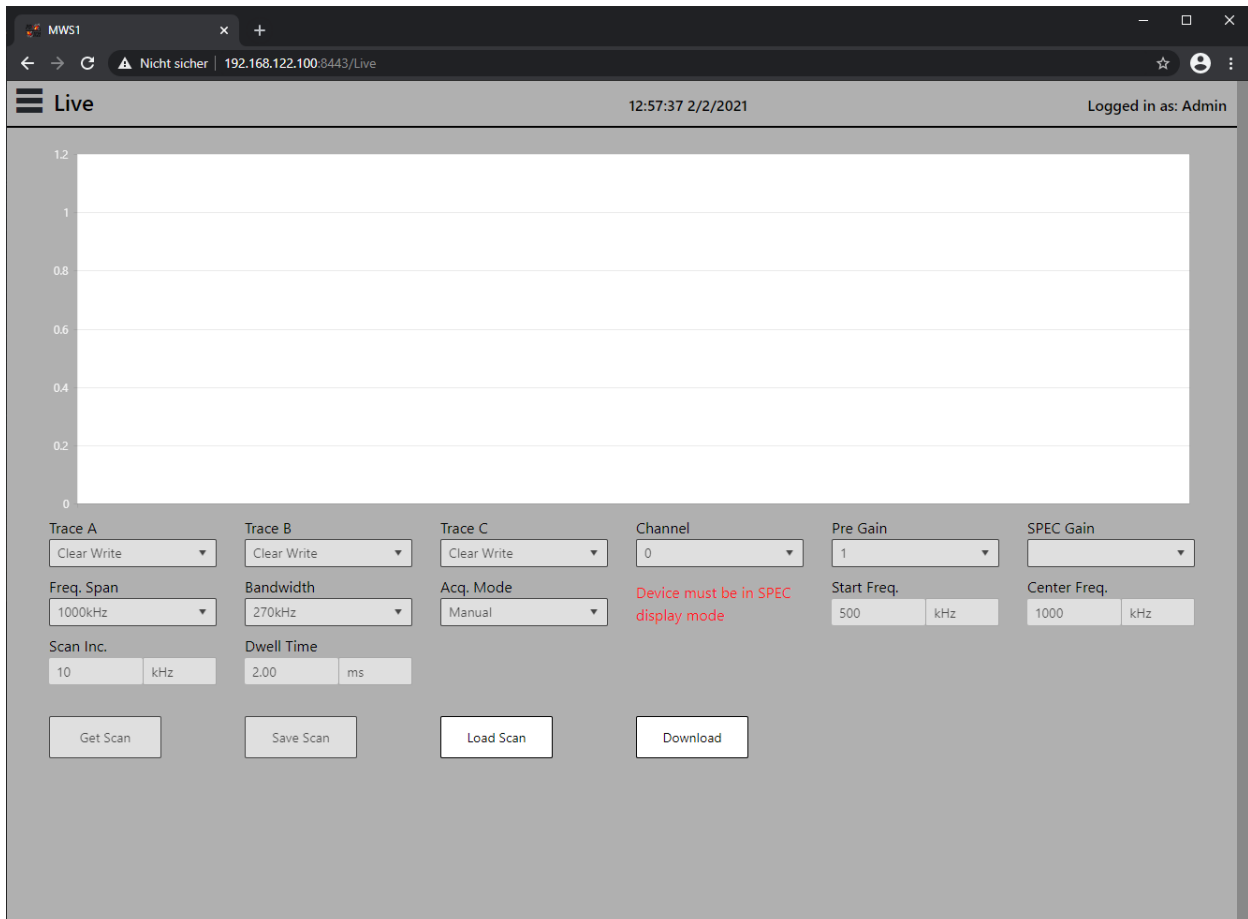 MWS1
Nicht sicher | 192.168.122.100:8443/Live
Live 12:57:37 2/2/2021 Logged in as: Admin
1.2
1
0.8
0.6
0.4
0.2
0
Trace A Trace B Trace C Channel Pre Gain SPEC Gain
Clear Write Clear Write Clear Write 0 1
Freq. Span Bandwidth Acq. Mode Device must be in SPEC Start Freq. Center Freq.
1000kHz 270kHz Manual display mode 500 kHz 1000 kHz
Scan Inc. Dwell Time
10 kHz 2.00 ms
Get Scan Save Scan Load Scan Download